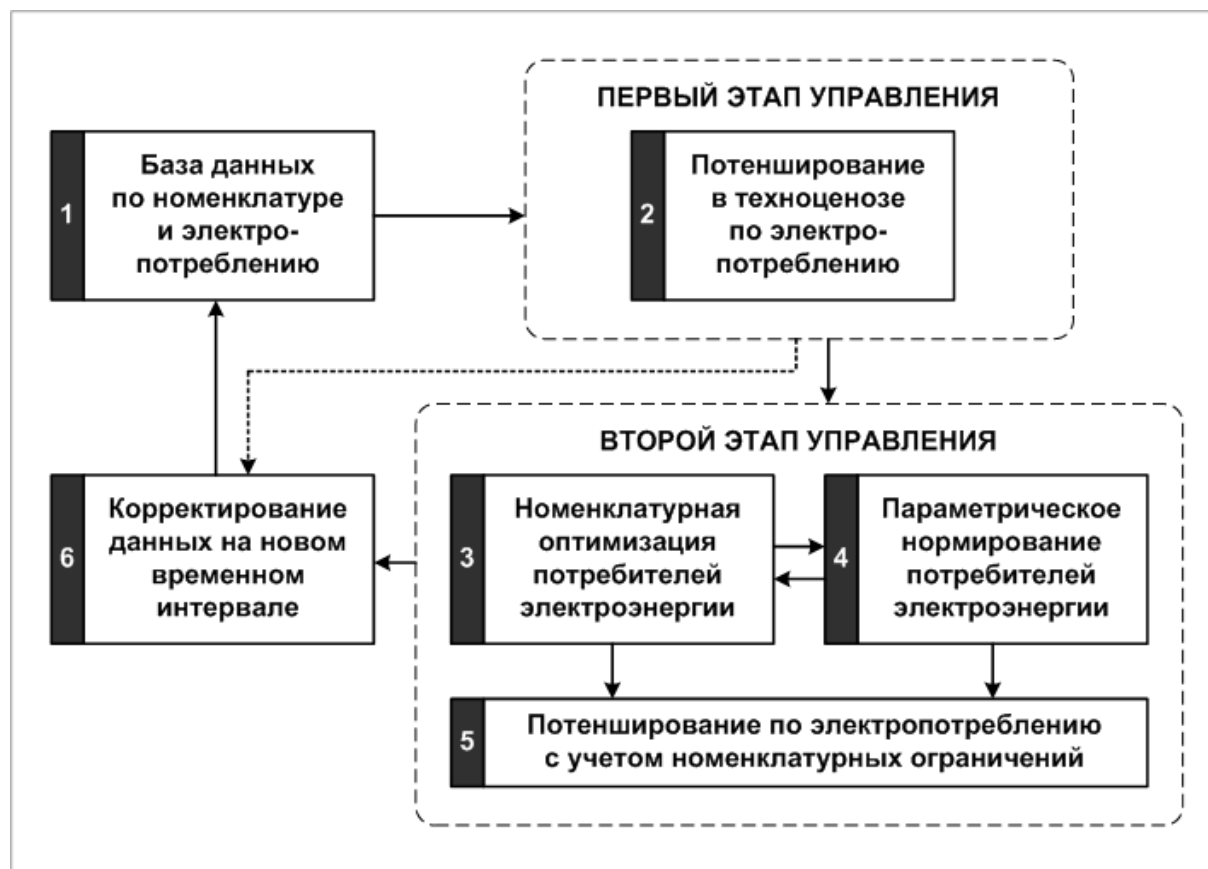 ПЕРВЫЙ ЭТАП УПРАВЛЕНИЯ
1
База данных
по номенклатуре
и электро-
потреблению
2
Потенширование
в техноценозе
по электро-
потреблению
ВТОРОЙ ЭТАП УПРАВЛЕНИЯ
6
Корректирование
данных на новом
временном
интервале
3
Номенклатурная
оптимизация
потребителей
электроэнергии
4
Параметрическое
нормирование
потребителей
электроэнергии
5
Потенширование по электропотреблению
с учетом номенклатурных ограничений